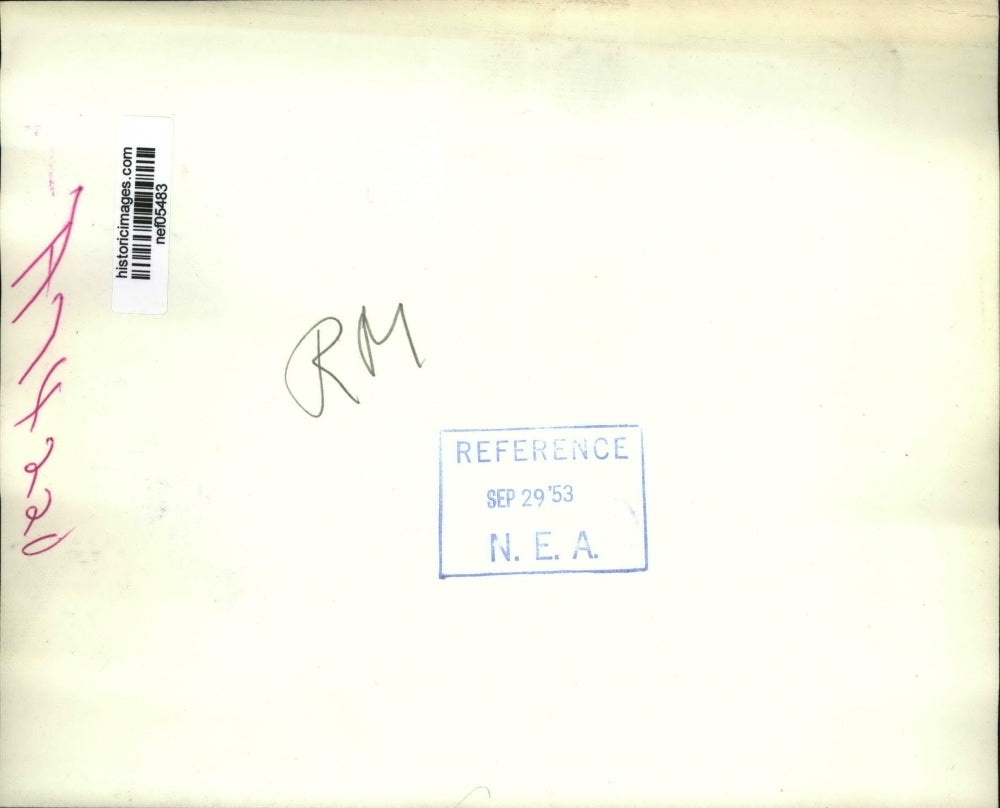 historicimages.com
nef05483
RM
REFERENCE
SEP 29 '53
N. E. A.